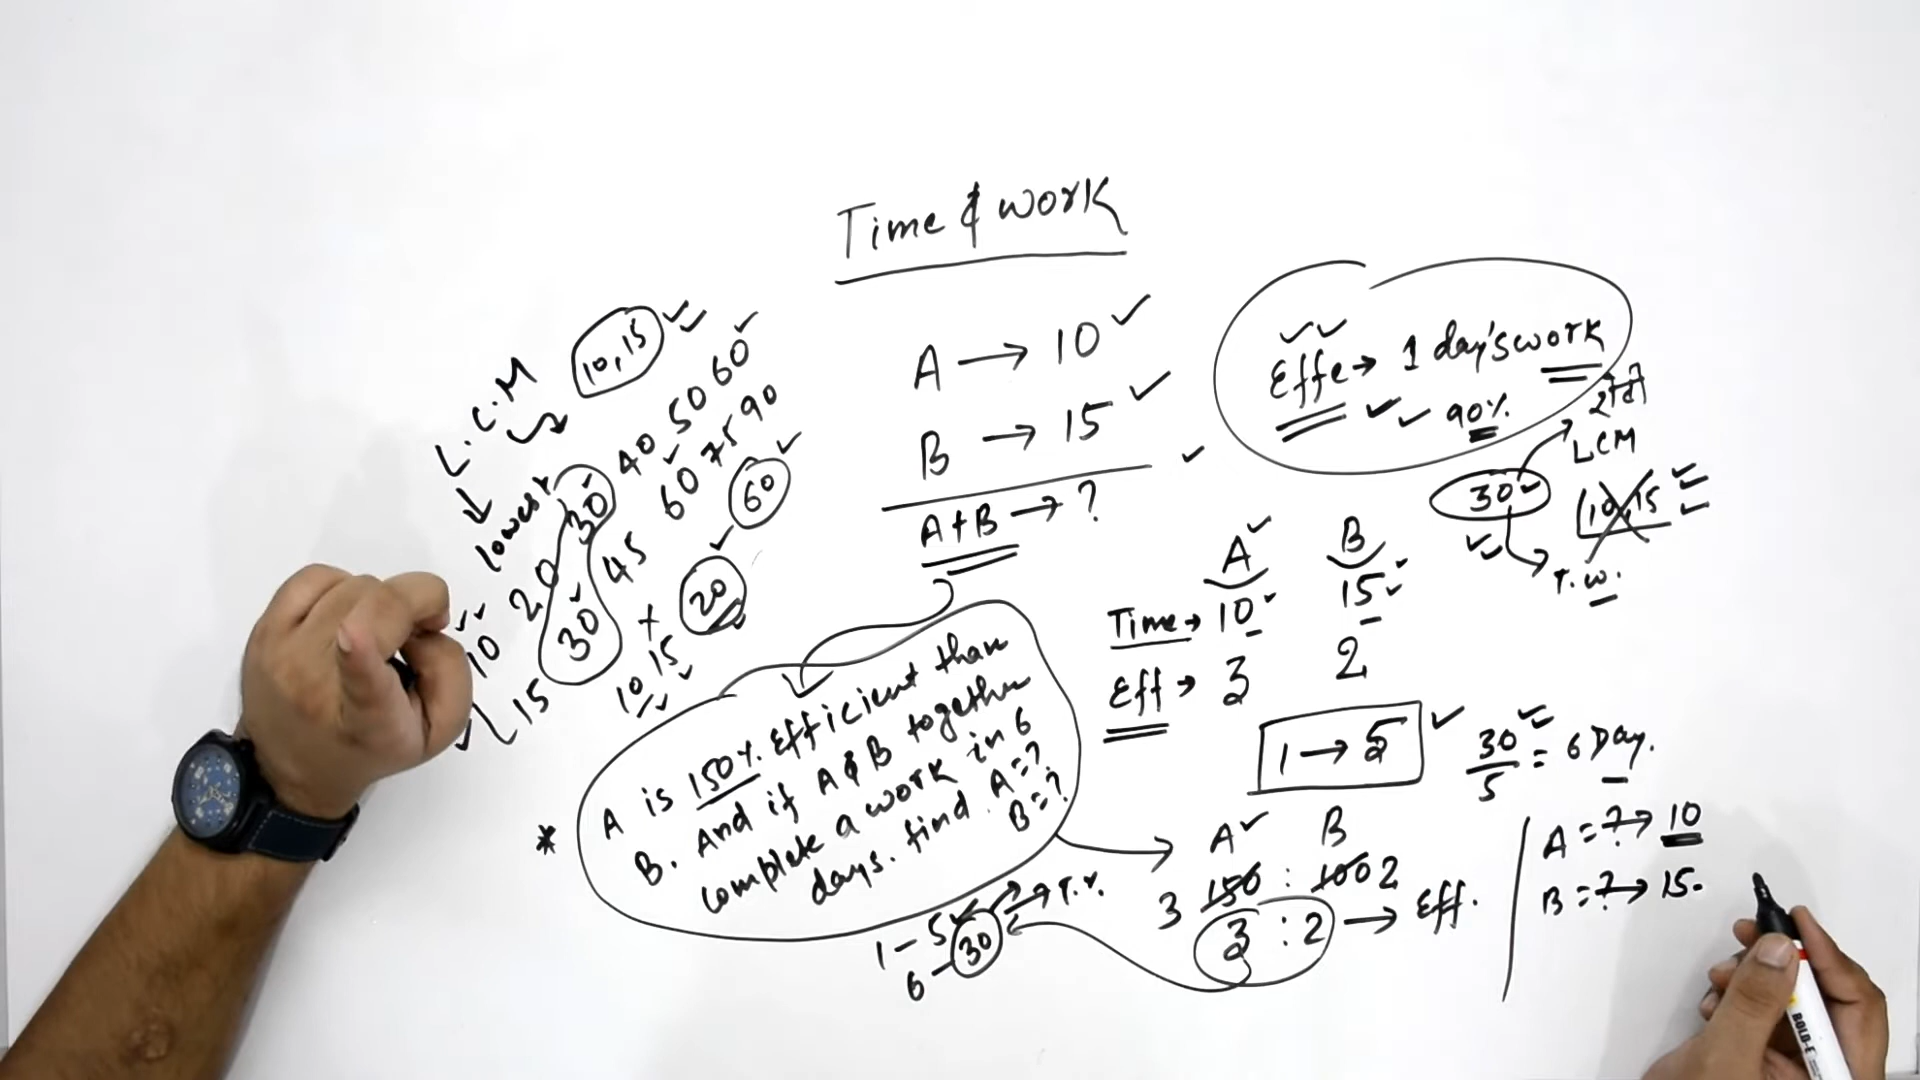 Time & work
A → 10
B → 15
A+B → ?
L.C.M
10, 15
lowest
10 20 30 40 50 60
15 30 45 60 75 90
60
20
+
10 15
Effe → 1 day's work
90%
30
LCM
10, 15
T.W.
A B
Time → 10 15
Eff → 3 2
1 → 5
30/5 = 6 Day.
* A is 150% Efficient than
B. And if A & B together
complete a work in 6
days. find. A=?
B=?
A B
3 150 : 100 2
3 : 2 → Eff.
1 – 5
6 – 30
A = ? → 10
B = ? → 15.
BOLD-E